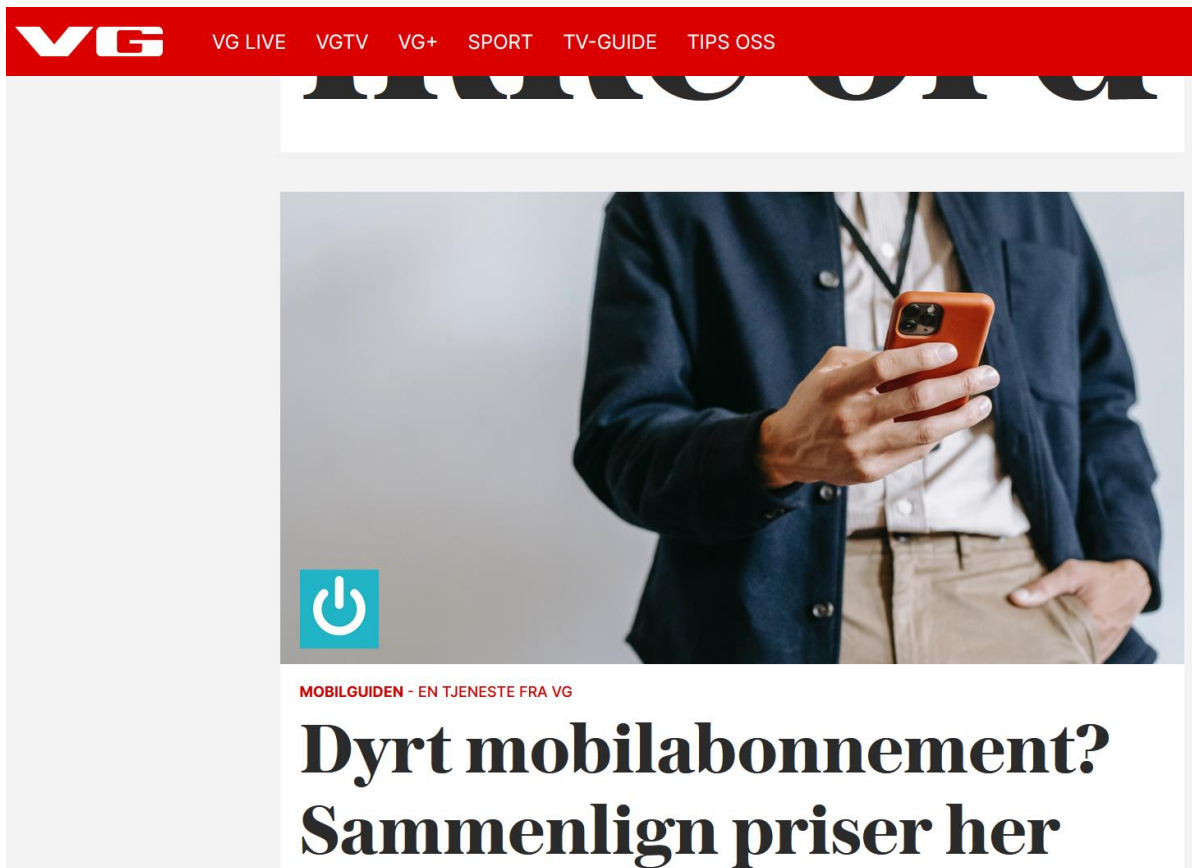 VG VG LIVE VGTV VG+ SPORT TV-GUIDE TIPS OSS
MOBILGUIDEN - EN TJENESTE FRA VG
Dyrt mobilabonnement?
Sammenlign priser her